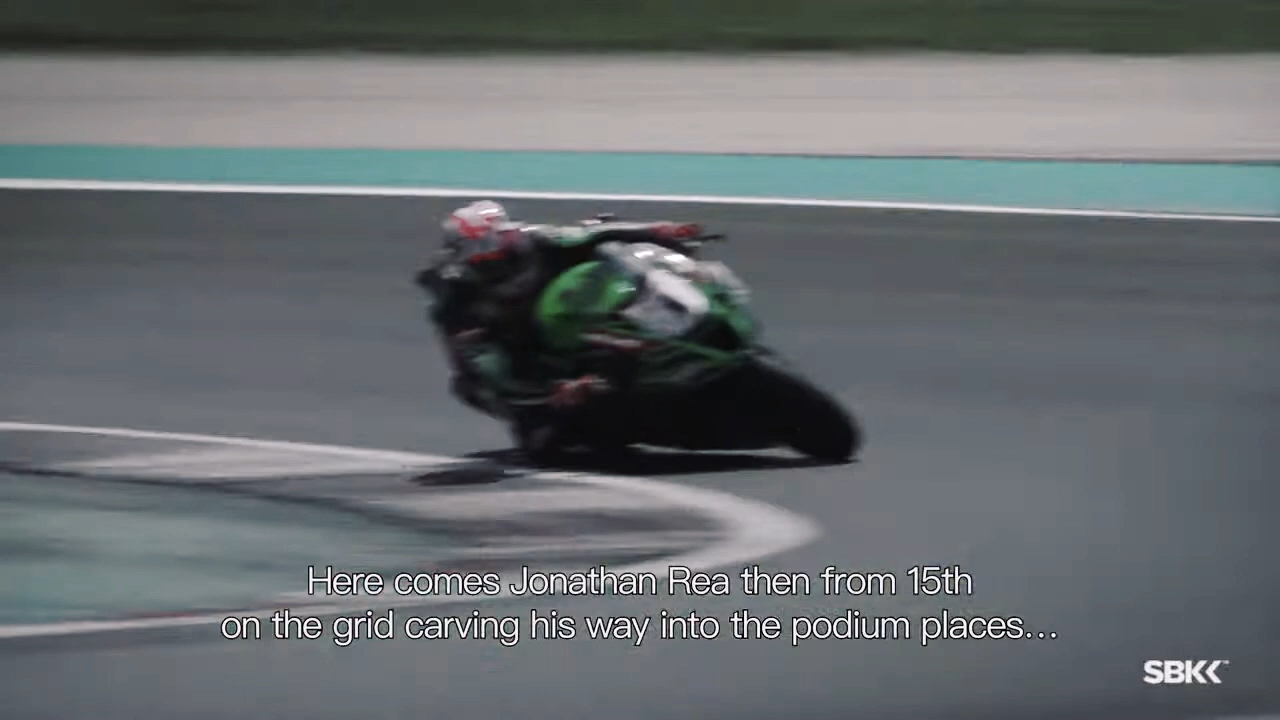 Here comes Jonathan Rea then from 15th
on the grid carving his way into the podium places...
SBK